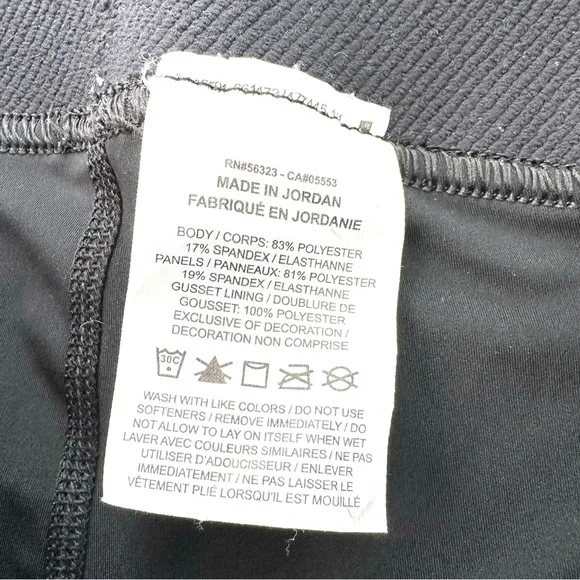 RN#56323 - CA#05553
MADE IN JORDAN
FABRIQUÉ EN JORDANIE
BODY / CORPS: 83% POLYESTER
17% SPANDEX / ELASTHANNE
PANELS / PANNEAUX: 81% POLYESTER
19% SPANDEX / ELASTHANNE
GUSSET LINING / DOUBLURE DE
GOUSSET: 100% POLYESTER
EXCLUSIVE OF DECORATION /
DECORATION NON COMPRISE
30C
WASH WITH LIKE COLORS / DO NOT USE
SOFTENERS / REMOVE IMMEDIATELY / DO
NOT ALLOW TO LAY ON ITSELF WHEN WET
LAVER AVEC COULEURS SIMILAIRES / NE PAS
UTILISER D'ADOUCISSEUR / ENLEVER
IMMEDIATEMENT / NE PAS LAISSER LE
VÊTEMENT PLIÉ LORSQU'IL EST MOUILLÉ